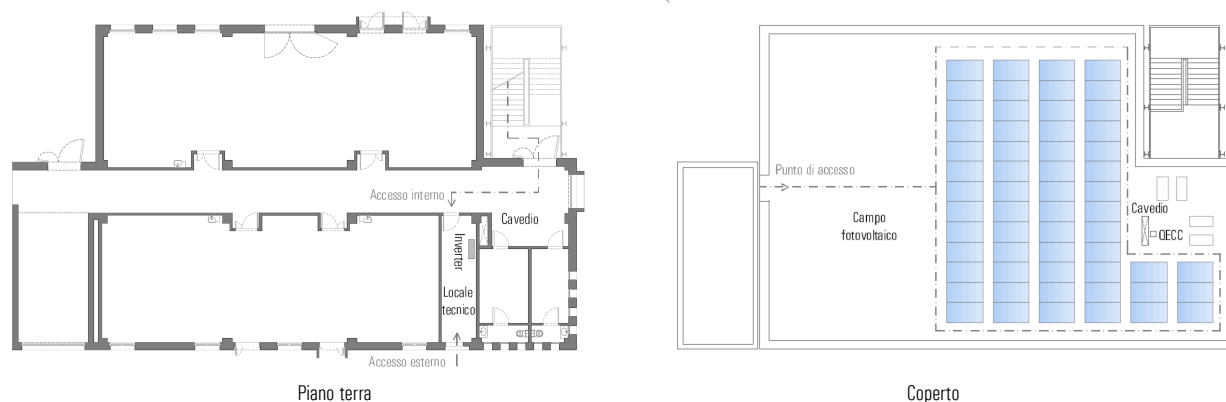 Accesso interno
Cavedio
Inverter
Locale
tecnico
Accesso esterno
Piano terra
Punto di accesso
Campo
fotovoltaico
Cavedio
QECC
Coperto